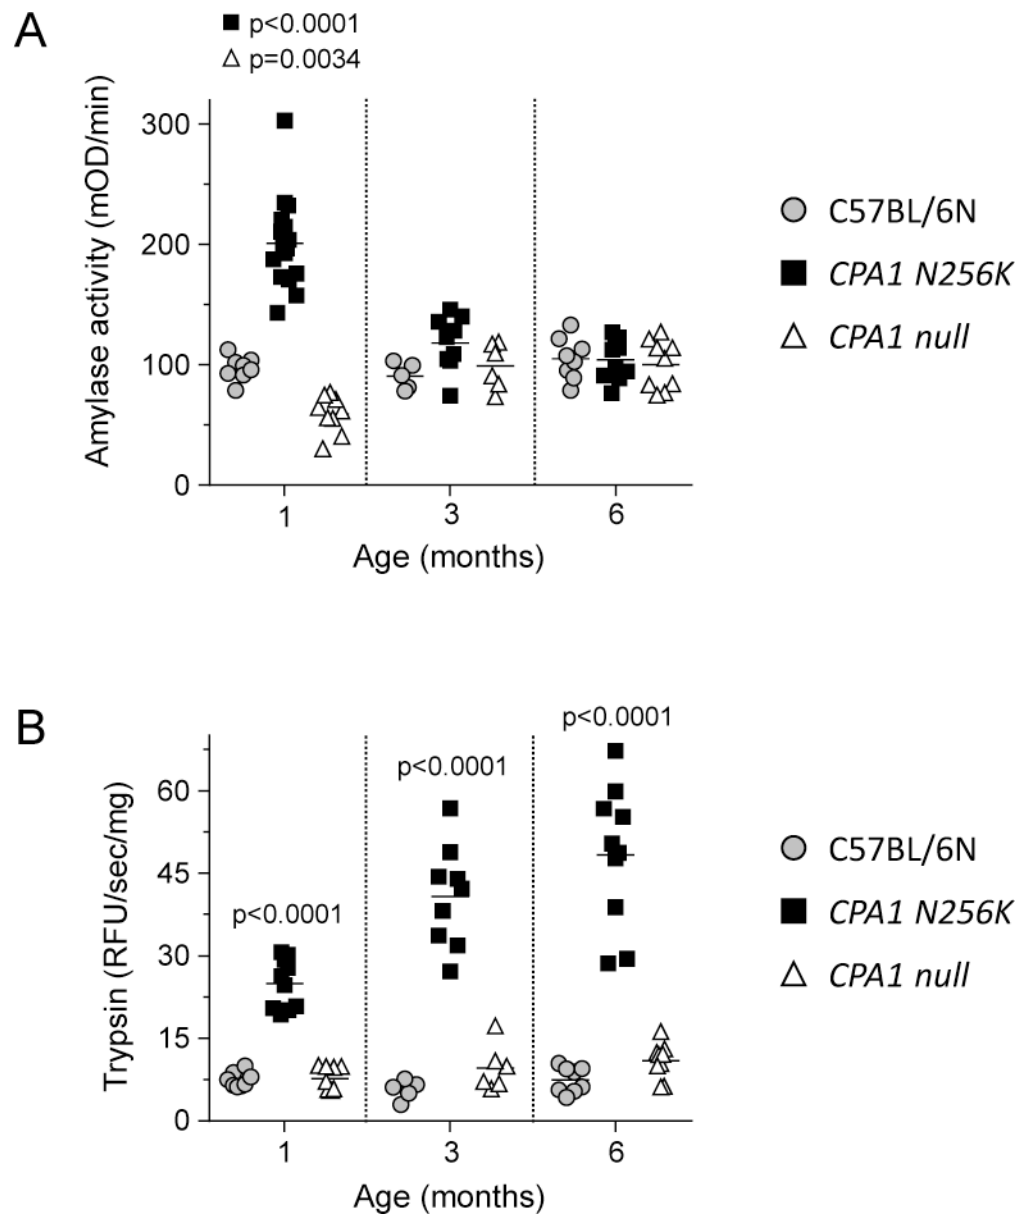 A
■ p<0.0001
△ p=0.0034
Amylase activity (mOD/min)
300
200
100
0
1 3 6
Age (months)
C57BL/6N
CPA1 N256K
CPA1 null
B
p<0.0001
p<0.0001
p<0.0001
Trypsin (RFU/sec/mg)
60
45
30
15
0
1 3 6
Age (months)
C57BL/6N
CPA1 N256K
CPA1 null